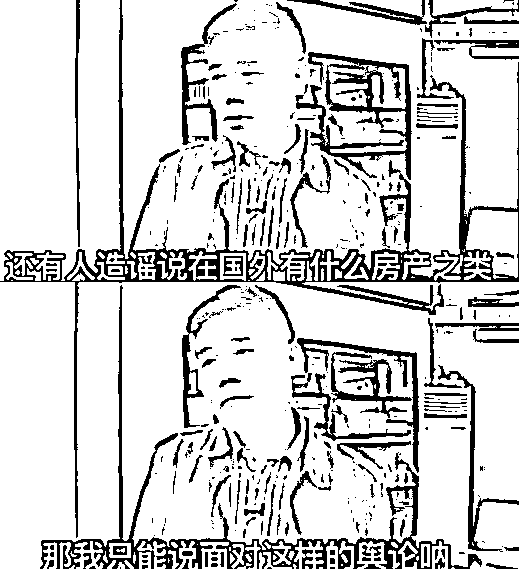 还有人造谣说在国外有什么房产之类
那我只能说面对这样的舆论呐